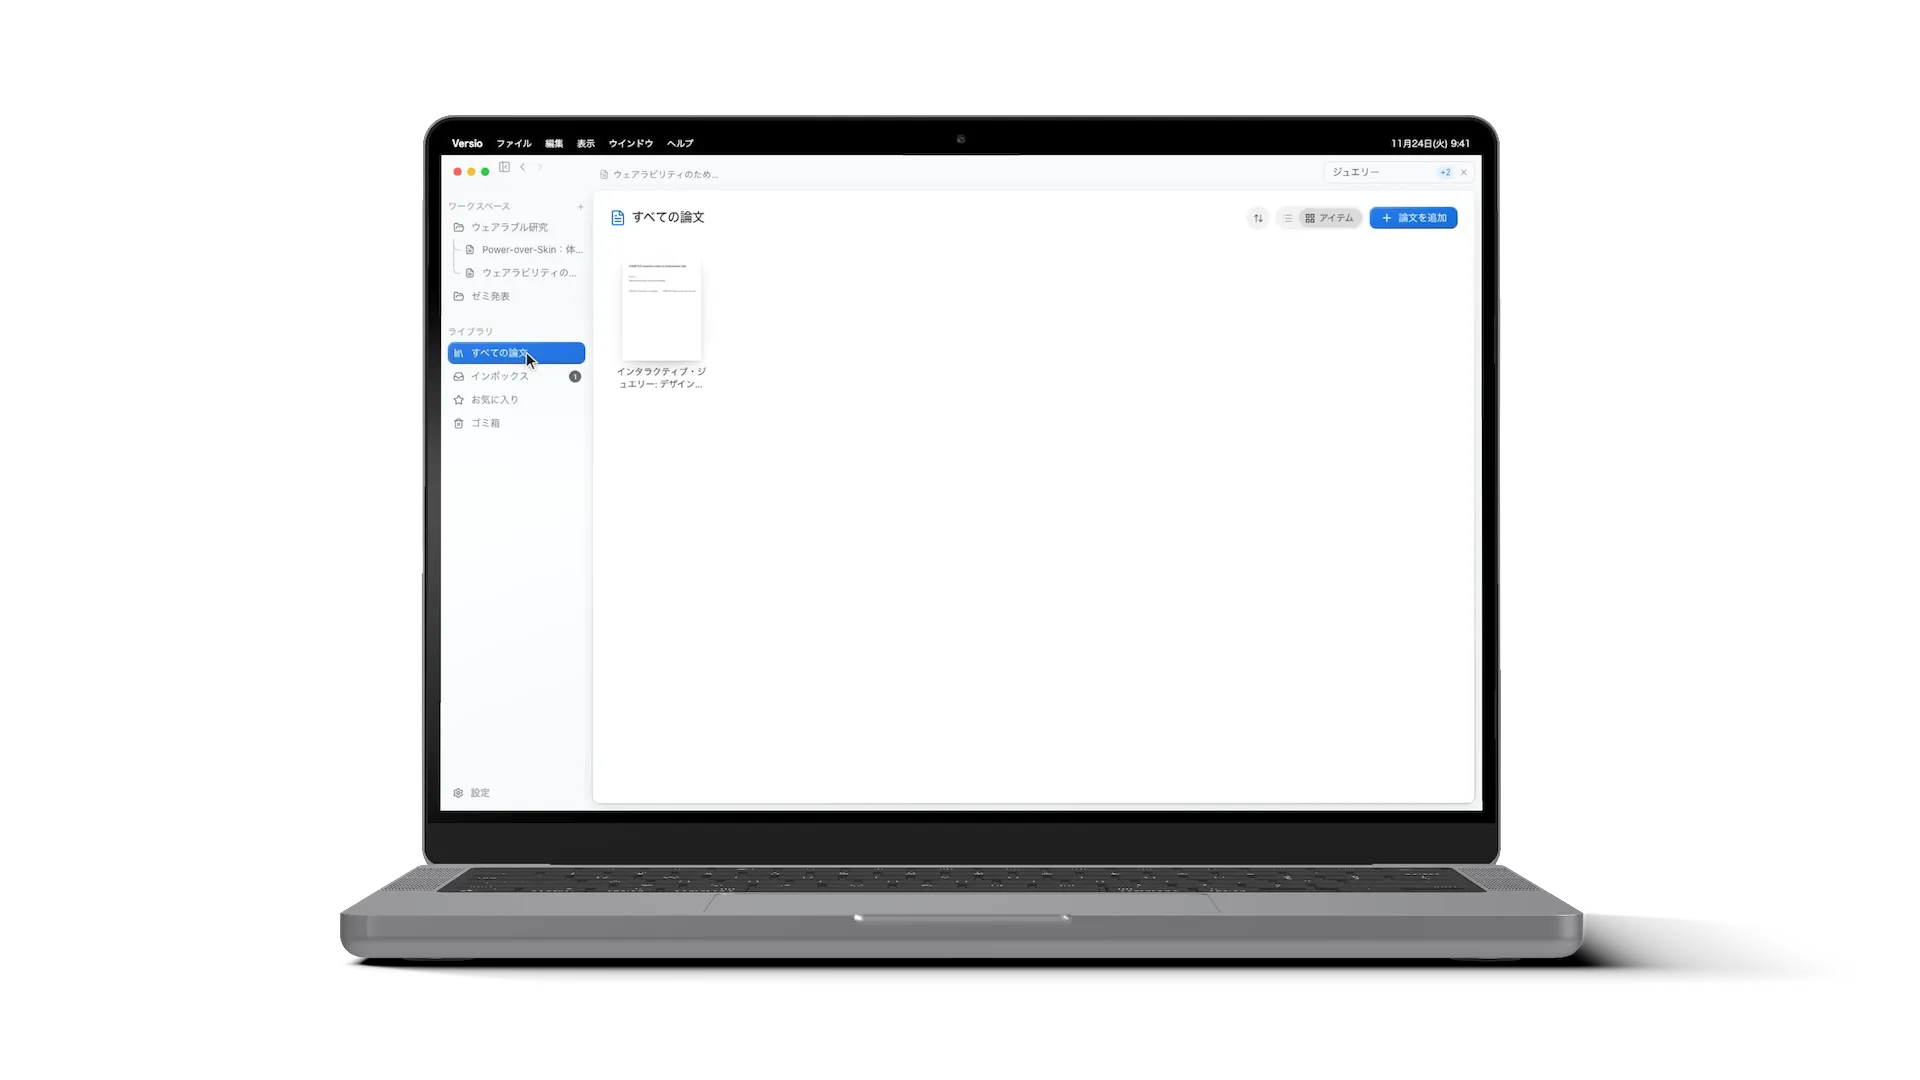 Versio ファイル 編集 表示 ウインドウ ヘルプ 11月24日(火) 9:41
ウェアラビリティのため... ジュエリー +2
ワークスペース
ウェアラブル研究
Power-over-Skin：体...
ウェアラビリティの...
ゼミ発表
ライブラリ
すべての論文
インボックス 1
お気に入り
ゴミ箱
設定
すべての論文 アイテム + 論文を追加
インタラクティブ・ジ
ュエリー: デザイン...